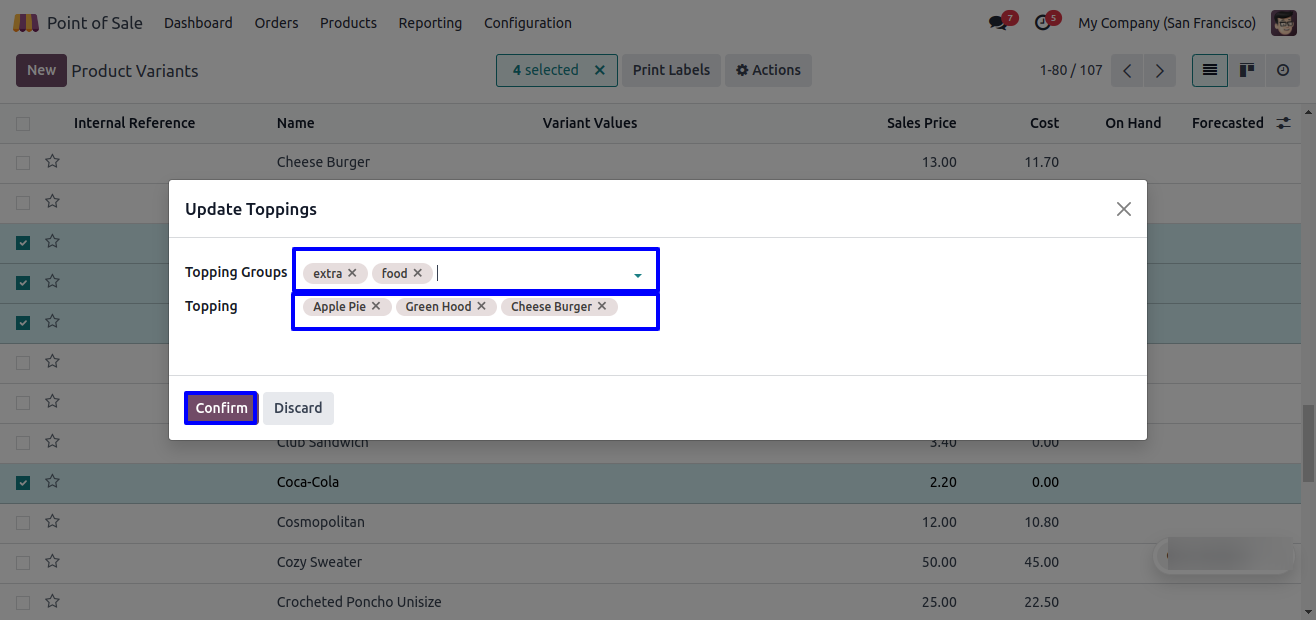 Point of Sale Dashboard Orders Products Reporting Configuration 7 5 My Company (San Francisco)
New Product Variants 4 selected Print Labels Actions 1-80 / 107
Internal Reference Name Variant Values Sales Price Cost On Hand Forecasted
Cheese Burger 13.00 11.70
Update Toppings
Topping Groups extra food
Topping Apple Pie Green Hood Cheese Burger
Confirm Discard
Club Sandwich 3.40 0.00
Coca-Cola 2.20 0.00
Cosmopolitan 12.00 10.80
Cozy Sweater 50.00 45.00
Crocheted Poncho Unisize 25.00 22.50